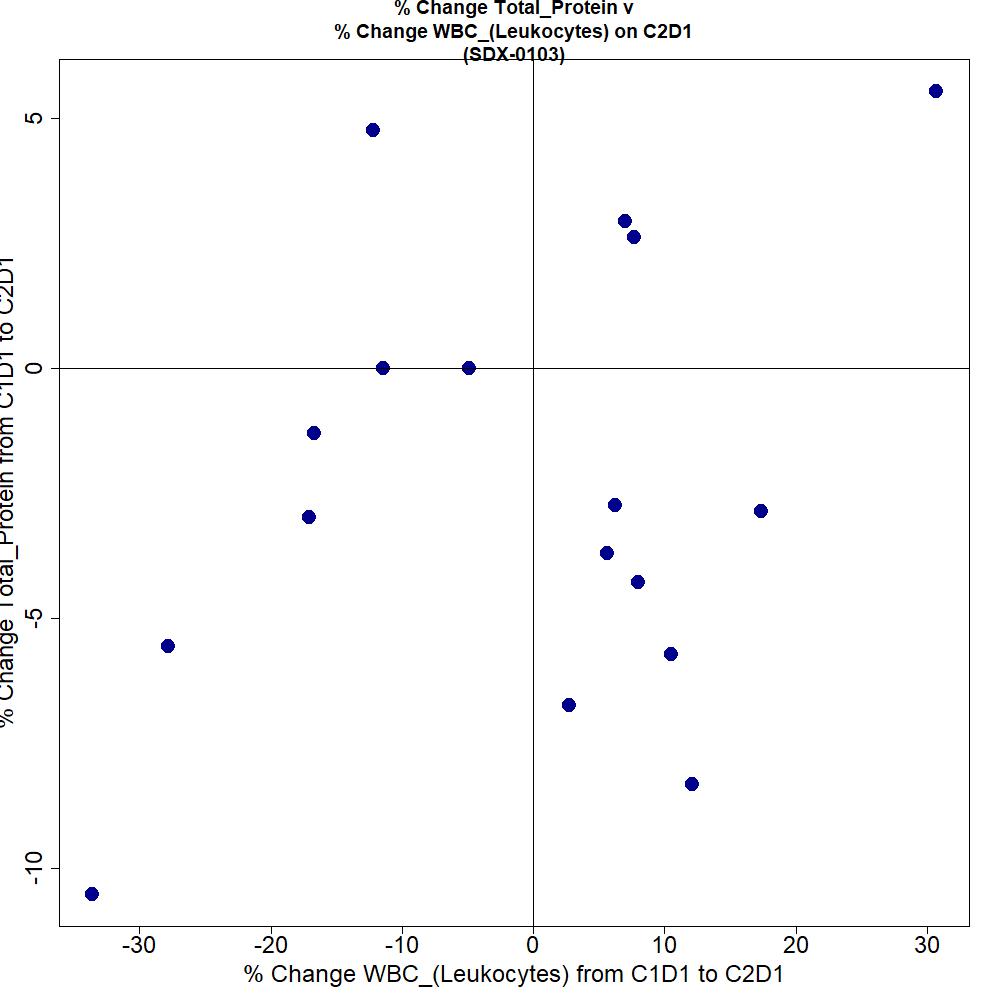 % Change Total_Protein v
% Change WBC_(Leukocytes) on C2D1
(SDX-0103)
% Change Total_Protein from C1D1 to C2D1
5
0
-5
-10
-30
-20
-10
0
10
20
30
% Change WBC_(Leukocytes) from C1D1 to C2D1